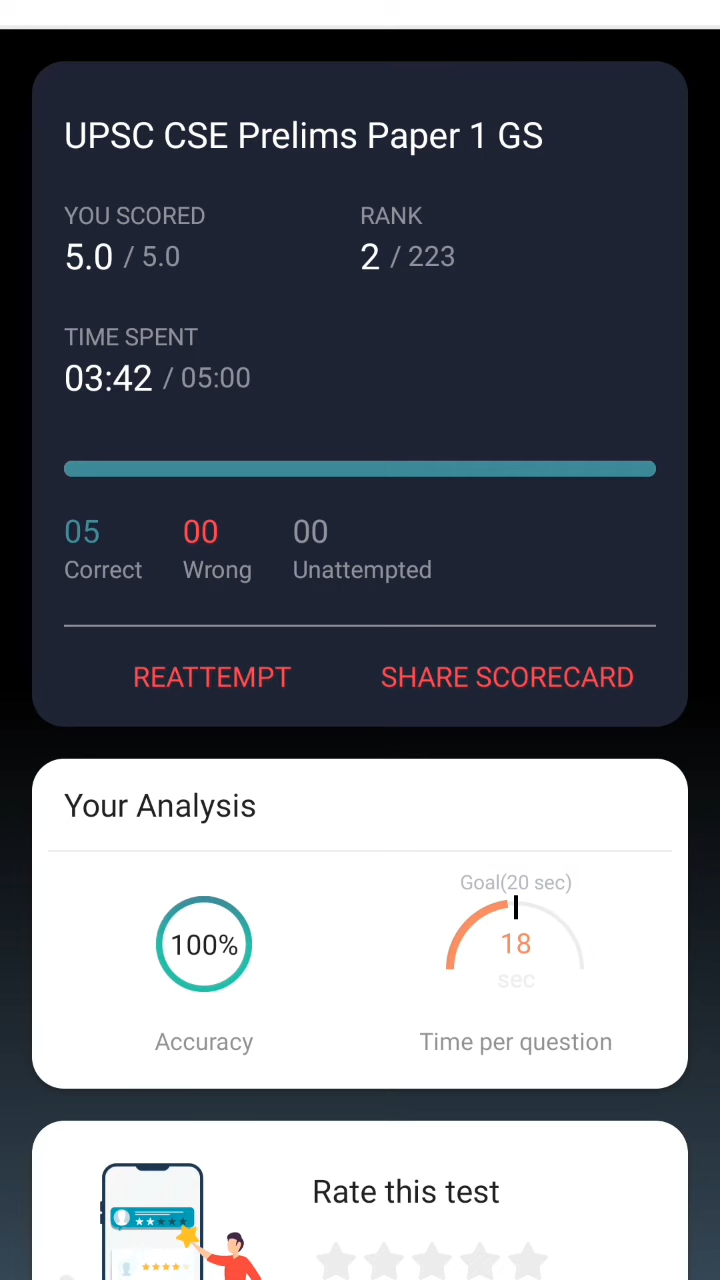 UPSC CSE Prelims Paper 1 GS
YOU SCORED
5.0 / 5.0
RANK
2 / 223
TIME SPENT
03:42 / 05:00
05
Correct
00
Wrong
00
Unattempted
REATTEMPT
SHARE SCORECARD
Your Analysis
100%
Accuracy
Goal(20 sec)
18
sec
Time per question
Rate this test